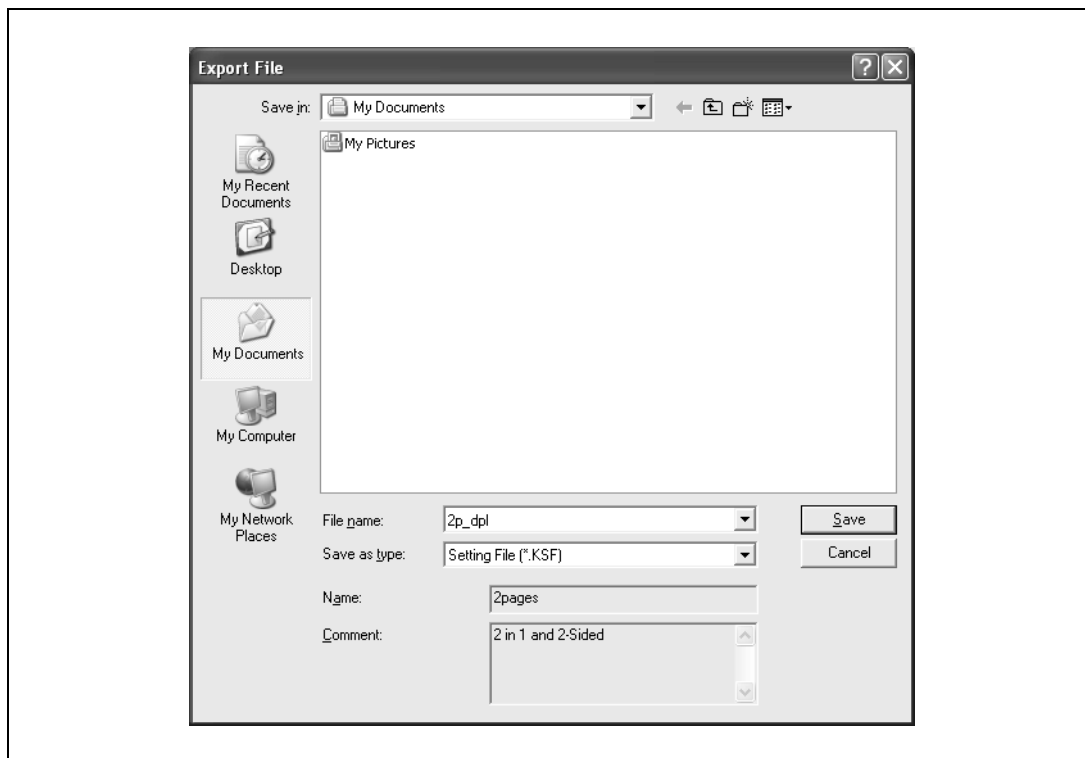 Export File
Save in: My Documents
My Pictures
My Recent
Documents
Desktop
My Documents
My Computer
My Network
Places
File name: 2p_dpl
Save
Save as type: Setting File (*.KSF)
Cancel
Name: 2pages
Comment: 2 in 1 and 2-Sided